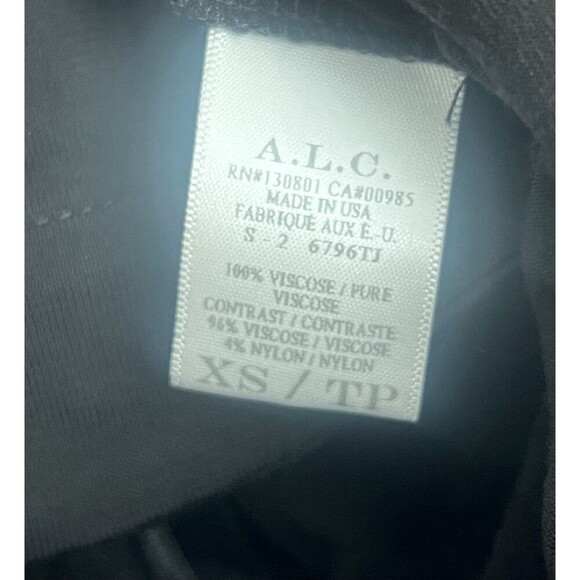 A.L.C.
RN#130801 CA#00985
MADE IN USA
FABRIQUÉ AUX É.-U.
S - 2 6796TJ
100% VISCOSE / PURE
VISCOSE
CONTRAST / CONTRASTE
96% VISCOSE / VISCOSE
4% NYLON / NYLON
XS / TP